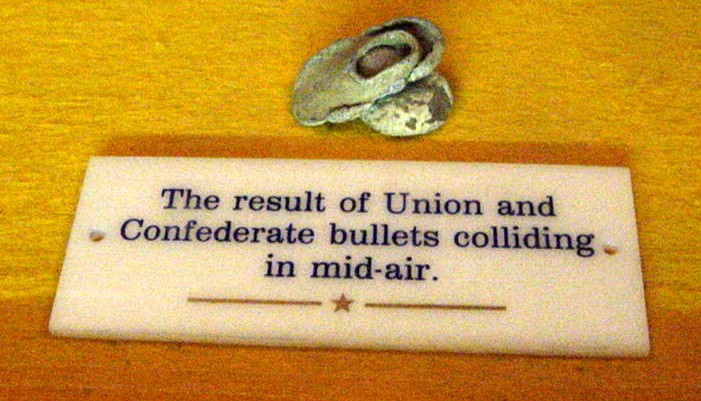 The result of Union and
Confederate bullets colliding
in mid-air.